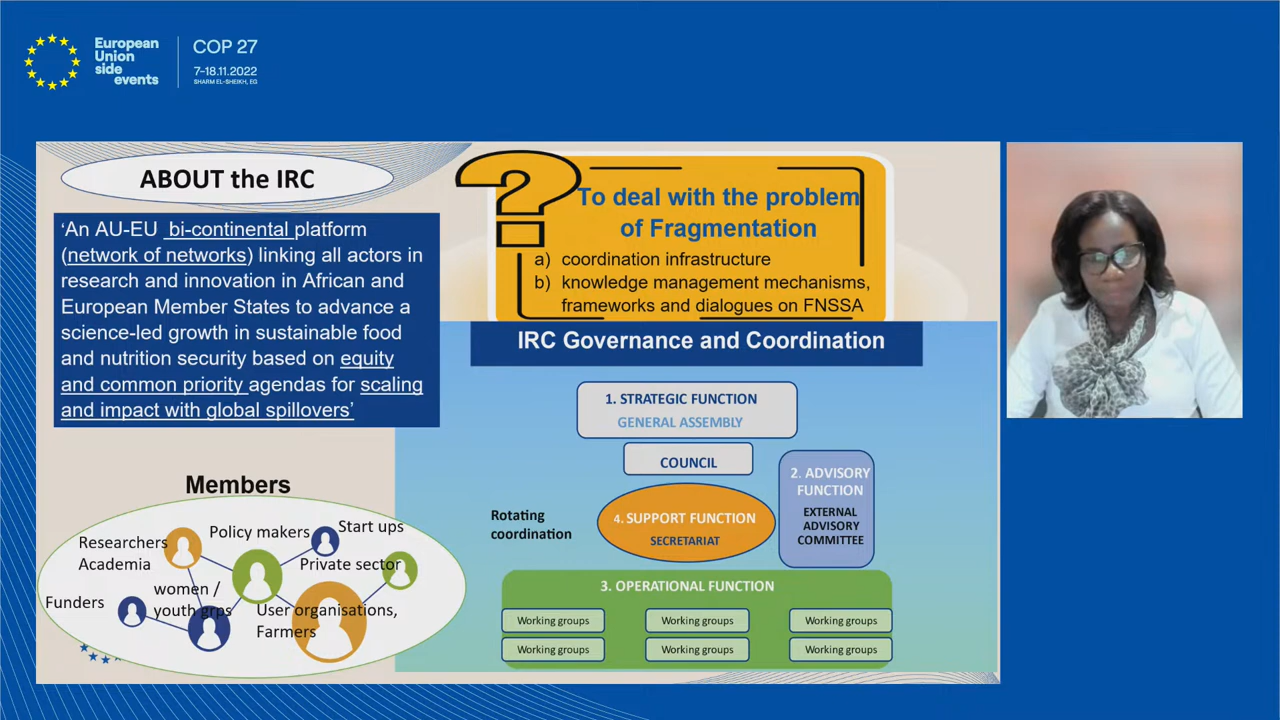 European
Union
side
events
COP 27
7-18.11.2022
SHARM EL-SHEIKH, EG
ABOUT the IRC
‘An AU-EU bi-continental platform
(network of networks) linking all actors in
research and innovation in African and
European Member States to advance a
science-led growth in sustainable food
and nutrition security based on equity
and common priority agendas for scaling
and impact with global spillovers’
?
To deal with the problem
of Fragmentation
a) coordination infrastructure
b) knowledge management mechanisms,
frameworks and dialogues on FNSSA
IRC Governance and Coordination
1. STRATEGIC FUNCTION
GENERAL ASSEMBLY
COUNCIL
2. ADVISORY
FUNCTION
EXTERNAL
ADVISORY
COMMITTEE
Rotating
coordination
4. SUPPORT FUNCTION
SECRETARIAT
3. OPERATIONAL FUNCTION
Working groups
Working groups
Working groups
Working groups
Working groups
Working groups
Members
Policy makers
Start ups
Researchers
Academia
Private sector
women /
youth grps
Funders
User organisations,
Farmers